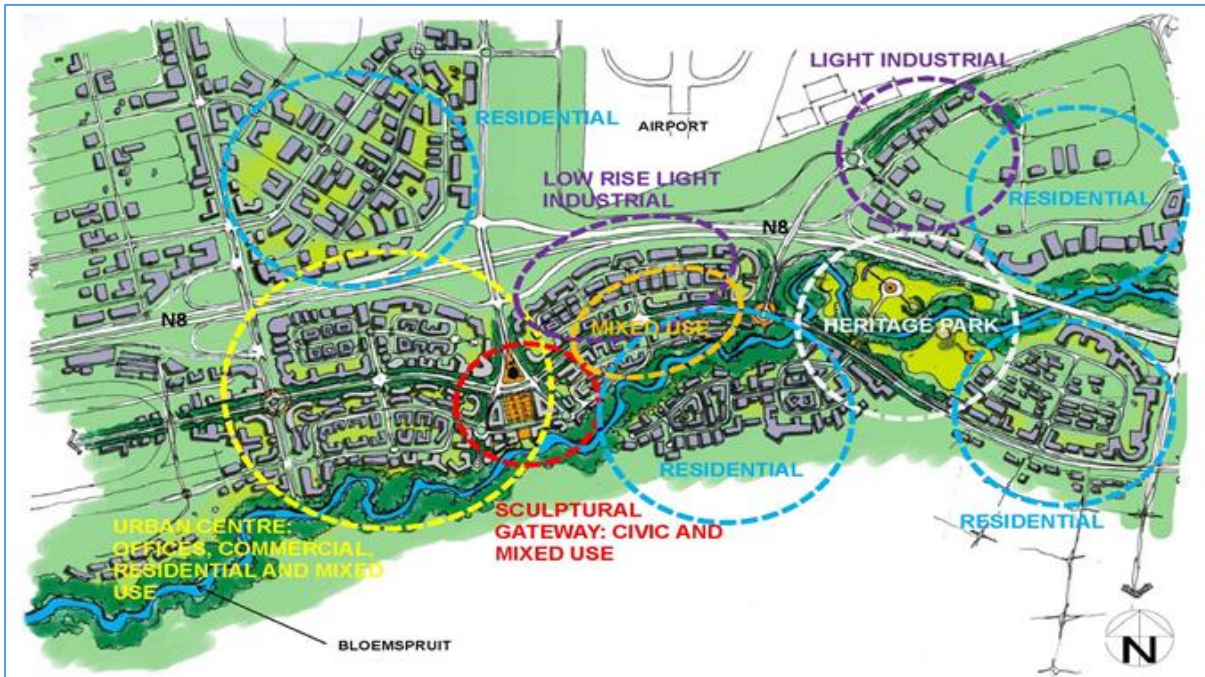 LIGHT INDUSTRIAL
RESIDENTIAL
AIRPORT
LOW RISE LIGHT
INDUSTRIAL
RESIDENTIAL
N8
N8
MIXED USE
HERITAGE PARK
RESIDENTIAL
SCULPTURAL
GATEWAY: CIVIC AND
MIXED USE
URBAN CENTRE:
OFFICES, COMMERCIAL,
RESIDENTIAL AND MIXED
USE
RESIDENTIAL
BLOEMSPRUIT
N